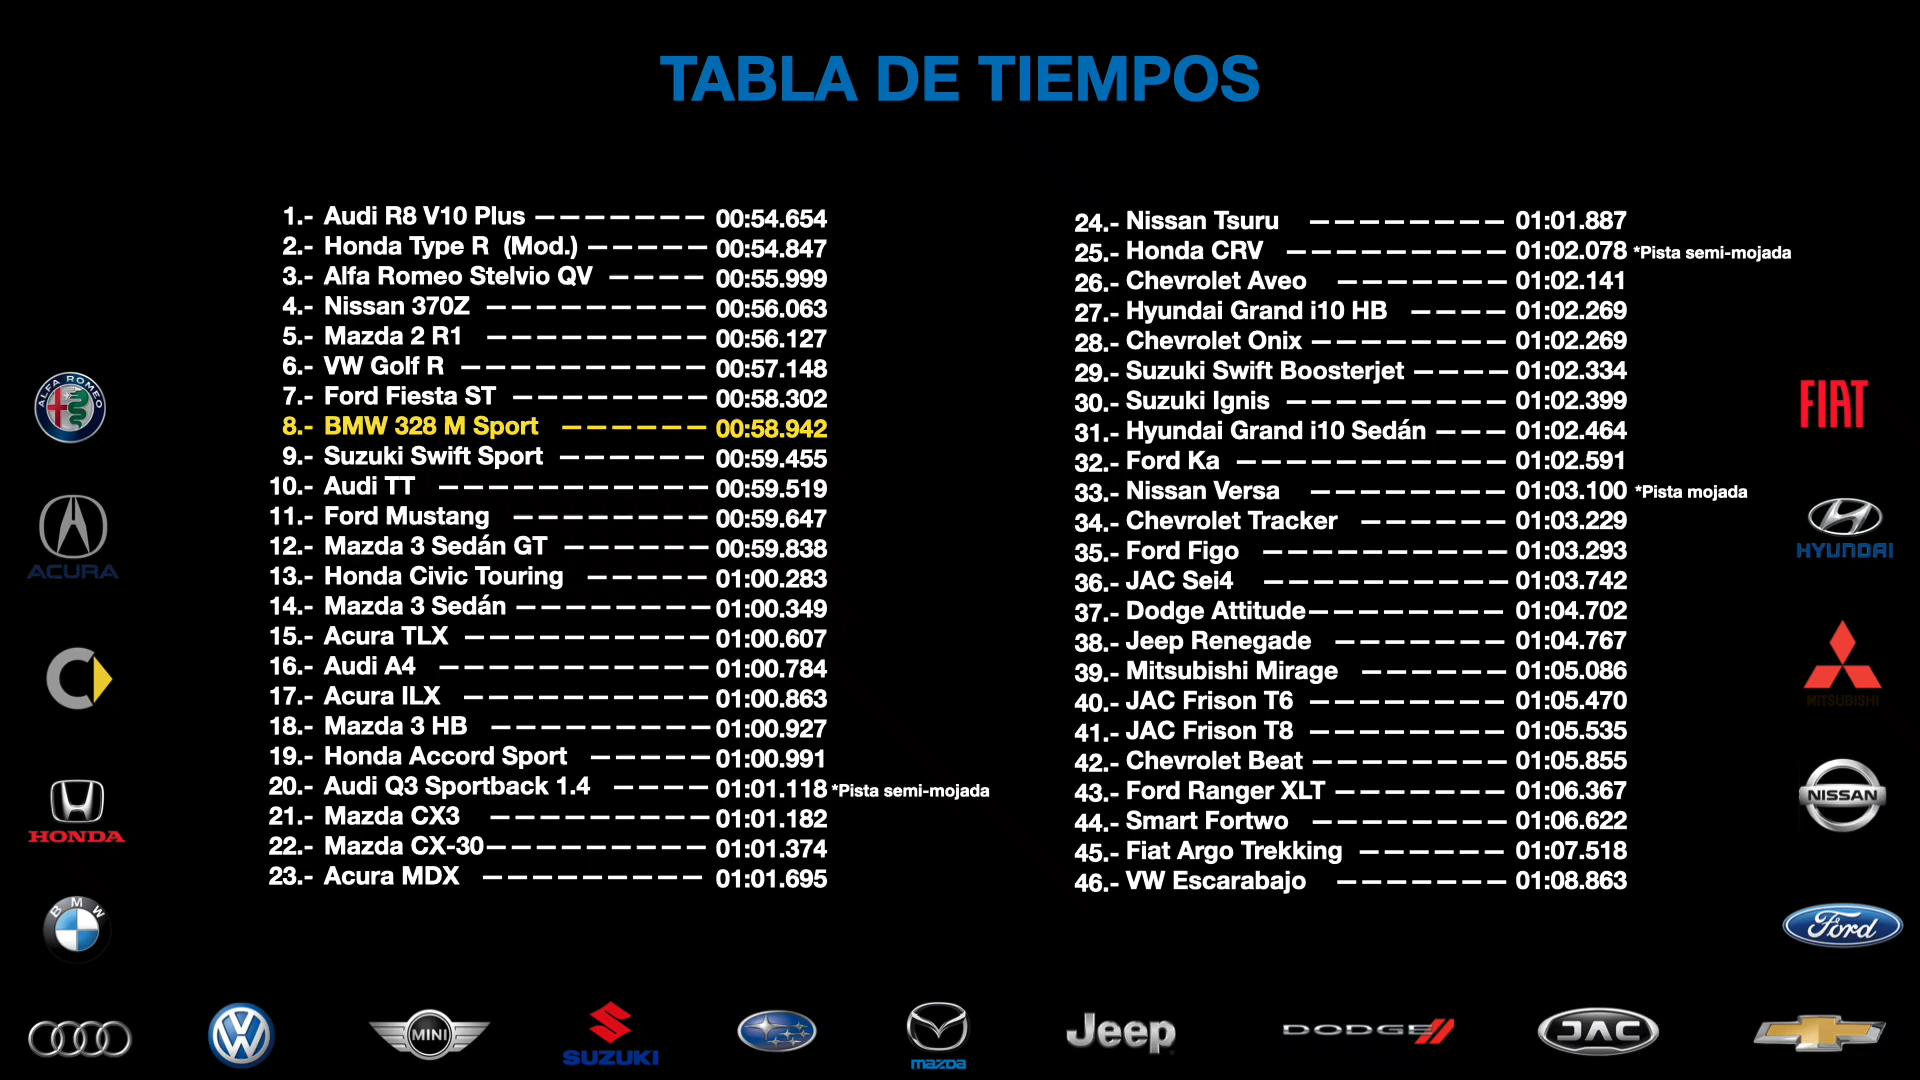 TABLA DE TIEMPOS
1.- Audi R8 V10 Plus ——————— 00:54.654
2.- Honda Type R (Mod.) ————— 00:54.847
3.- Alfa Romeo Stelvio QV ———— 00:55.999
4.- Nissan 370Z ————————— 00:56.063
5.- Mazda 2 R1 ————————— 00:56.127
6.- VW Golf R —————————— 00:57.148
7.- Ford Fiesta ST ———————— 00:58.302
8.- BMW 328 M Sport —————— 00:58.942
9.- Suzuki Swift Sport —————— 00:59.455
10.- Audi TT ——————————— 00:59.519
11.- Ford Mustang ———————— 00:59.647
12.- Mazda 3 Sedán GT —————— 00:59.838
13.- Honda Civic Touring ————— 01:00.283
14.- Mazda 3 Sedán ———————— 01:00.349
15.- Acura TLX —————————— 01:00.607
16.- Audi A4 ——————————— 01:00.784
17.- Acura ILX —————————— 01:00.863
18.- Mazda 3 HB ————————— 01:00.927
19.- Honda Accord Sport ————— 01:00.991
20.- Audi Q3 Sportback 1.4 ———— 01:01.118 *Pista semi-mojada
21.- Mazda CX3 ————————— 01:01.182
22.- Mazda CX-30————————— 01:01.374
23.- Acura MDX ————————— 01:01.695
24.- Nissan Tsuru ———————— 01:01.887
25.- Honda CRV ————————— 01:02.078 *Pista semi-mojada
26.- Chevrolet Aveo ——————— 01:02.141
27.- Hyundai Grand i10 HB ———— 01:02.269
28.- Chevrolet Onix ———————— 01:02.269
29.- Suzuki Swift Boosterjet ———— 01:02.334
30.- Suzuki Ignis ————————— 01:02.399
31.- Hyundai Grand i10 Sedán ——— 01:02.464
32.- Ford Ka ——————————— 01:02.591
33.- Nissan Versa ———————— 01:03.100 *Pista mojada
34.- Chevrolet Tracker —————— 01:03.229
35.- Ford Figo —————————— 01:03.293
36.- JAC Sei4 —————————— 01:03.742
37.- Dodge Attitude———————— 01:04.702
38.- Jeep Renegade ——————— 01:04.767
39.- Mitsubishi Mirage —————— 01:05.086
40.- JAC Frison T6 ———————— 01:05.470
41.- JAC Frison T8 ———————— 01:05.535
42.- Chevrolet Beat ———————— 01:05.855
43.- Ford Ranger XLT ——————— 01:06.367
44.- Smart Fortwo ———————— 01:06.622
45.- Fiat Argo Trekking —————— 01:07.518
46.- VW Escarabajo ——————— 01:08.863
ALFA ROMEO
ACURA
HONDA
BMW
FIAT
HYUNDAI
MITSUBISHI
NISSAN
Ford
VW
MINI
SUZUKI
mazda
Jeep
DODGE
JAC